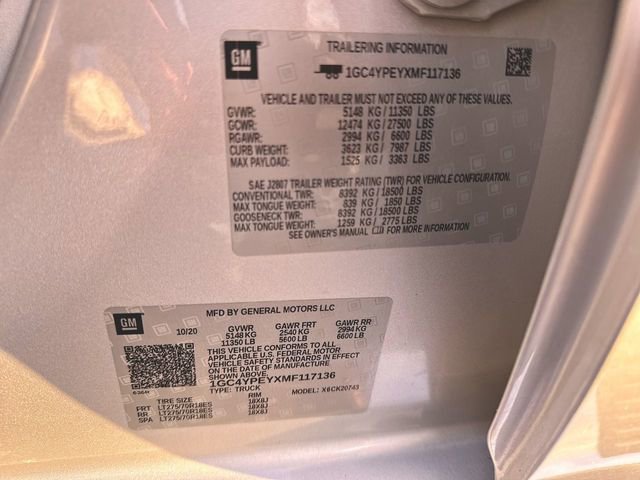 GM
TRAILERING INFORMATION
1GC4YPEYXMF117136
VEHICLE AND TRAILER MUST NOT EXCEED ANY OF THESE VALUES.
GVWR: 5148 KG / 11350 LBS
GCWR: 12474 KG / 27500 LBS
RGAWR: 2994 KG / 6600 LBS
CURB WEIGHT: 3623 KG / 7987 LBS
MAX PAYLOAD: 1525 KG / 3363 LBS
SAE J2807 TRAILER WEIGHT RATING (TWR) FOR VEHICLE CONFIGURATION.
CONVENTIONAL TWR: 8392 KG / 18500 LBS
MAX TONGUE WEIGHT: 839 KG / 1850 LBS
GOOSENECK TWR: 8392 KG / 18500 LBS
MAX TONGUE WEIGHT: 1259 KG / 2775 LBS
SEE OWNER'S MANUAL FOR MORE INFORMATION
GM
MFD BY GENERAL MOTORS LLC
10/20 GVWR GAWR FRT GAWR RR
5148 KG 2540 KG 2994 KG
11350 LB 5600 LB 6600 LB
THIS VEHICLE CONFORMS TO ALL
APPLICABLE U.S. FEDERAL MOTOR
VEHICLE SAFETY STANDARDS IN
EFFECT ON THE DATE OF MANUFACTURE
SHOWN ABOVE.
1GC4YPEYXMF117136
TYPE: TRUCK MODEL: X6CK20743
TIRE SIZE RIM
FRT LT275/70R18ES 18X8J
RR LT275/70R18ES 18X8J
SPA LT275/70R18ES 18X8J